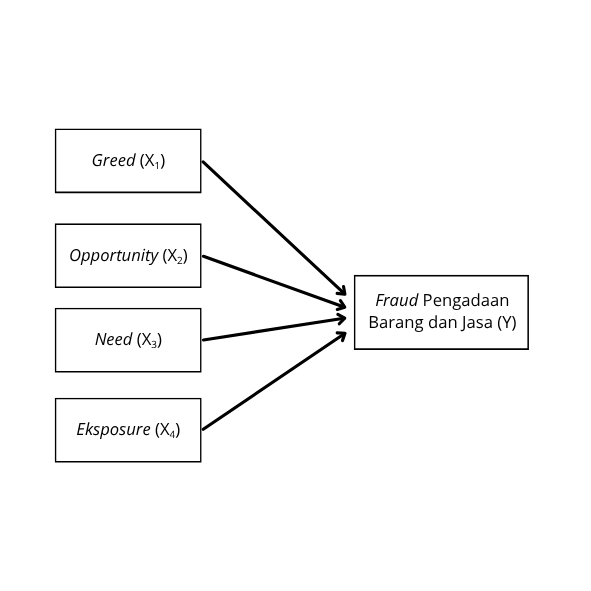 Greed (X₁)
Opportunity (X₂)
Need (X₃)
Eksposure (X₄)
Fraud Pengadaan
Barang dan Jasa (Y)